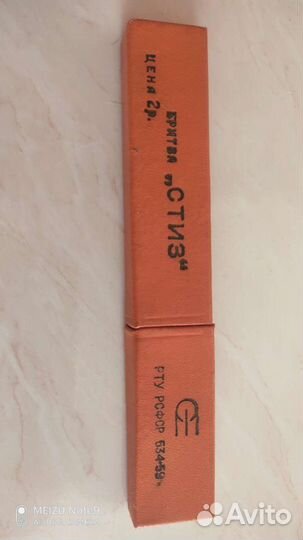 ЦЕНА 2р.
БРИТВА
„СТИЗ“
РТУ РСФСР 634-59
MEIZU Note9
Avito